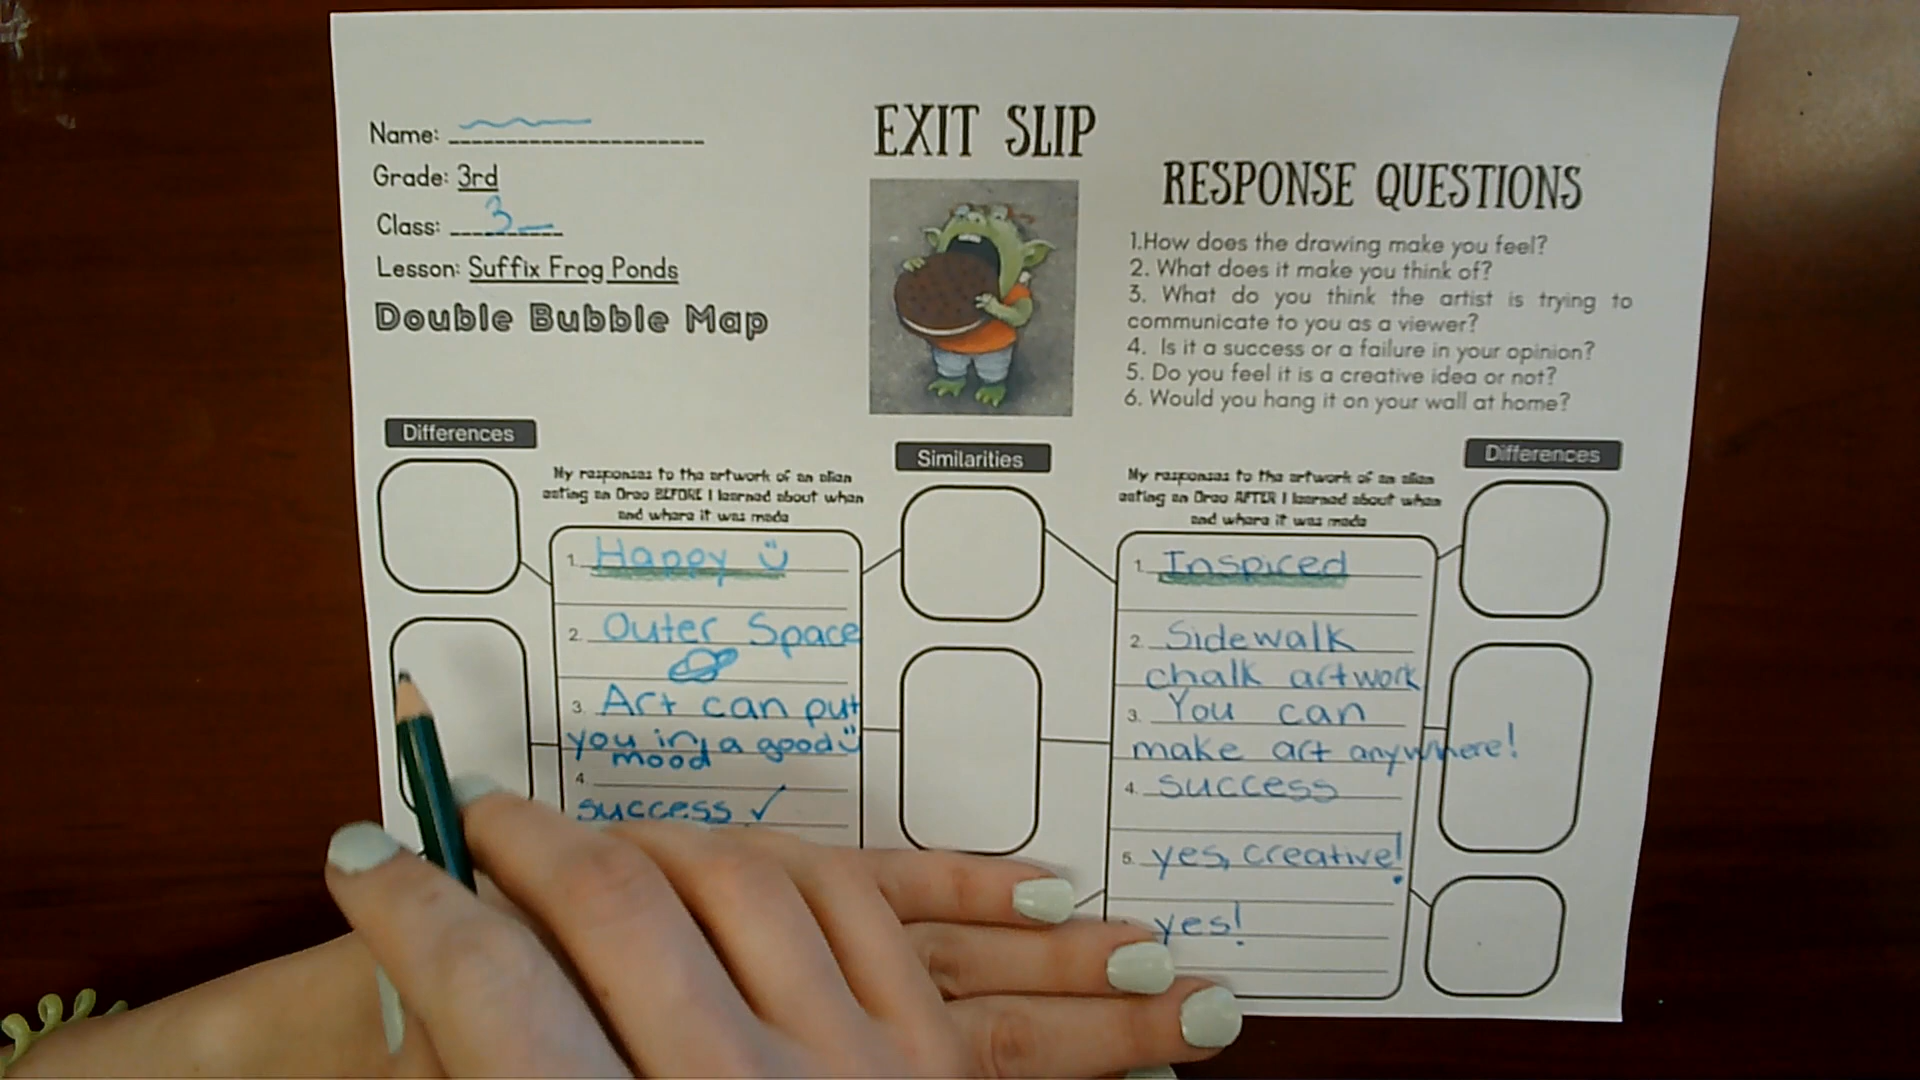 Name:
Grade: 3rd
Class: 3
Lesson: Suffix Frog Ponds
Double Bubble Map
EXIT SLIP
RESPONSE QUESTIONS
1.How does the drawing make you feel?
2. What does it make you think of?
3. What do you think the artist is trying to
communicate to you as a viewer?
4. Is it a success or a failure in your opinion?
5. Do you feel it is a creative idea or not?
6. Would you hang it on your wall at home?
Differences
My responses to the artwork of an alien
eating an Oreo BEFORE I learned about when
and where it was made
1. Happy
2. Outer Space
3. Art can put
you in a good
mood
4.
success ✓
Similarities
My responses to the artwork of an alien
eating an Oreo AFTER I learned about when
and where it was made
1. Inspired
2. Sidewalk
chalk artwork
3. You can
make art anywhere!
4. success
5. yes, creative!
yes!
Differences